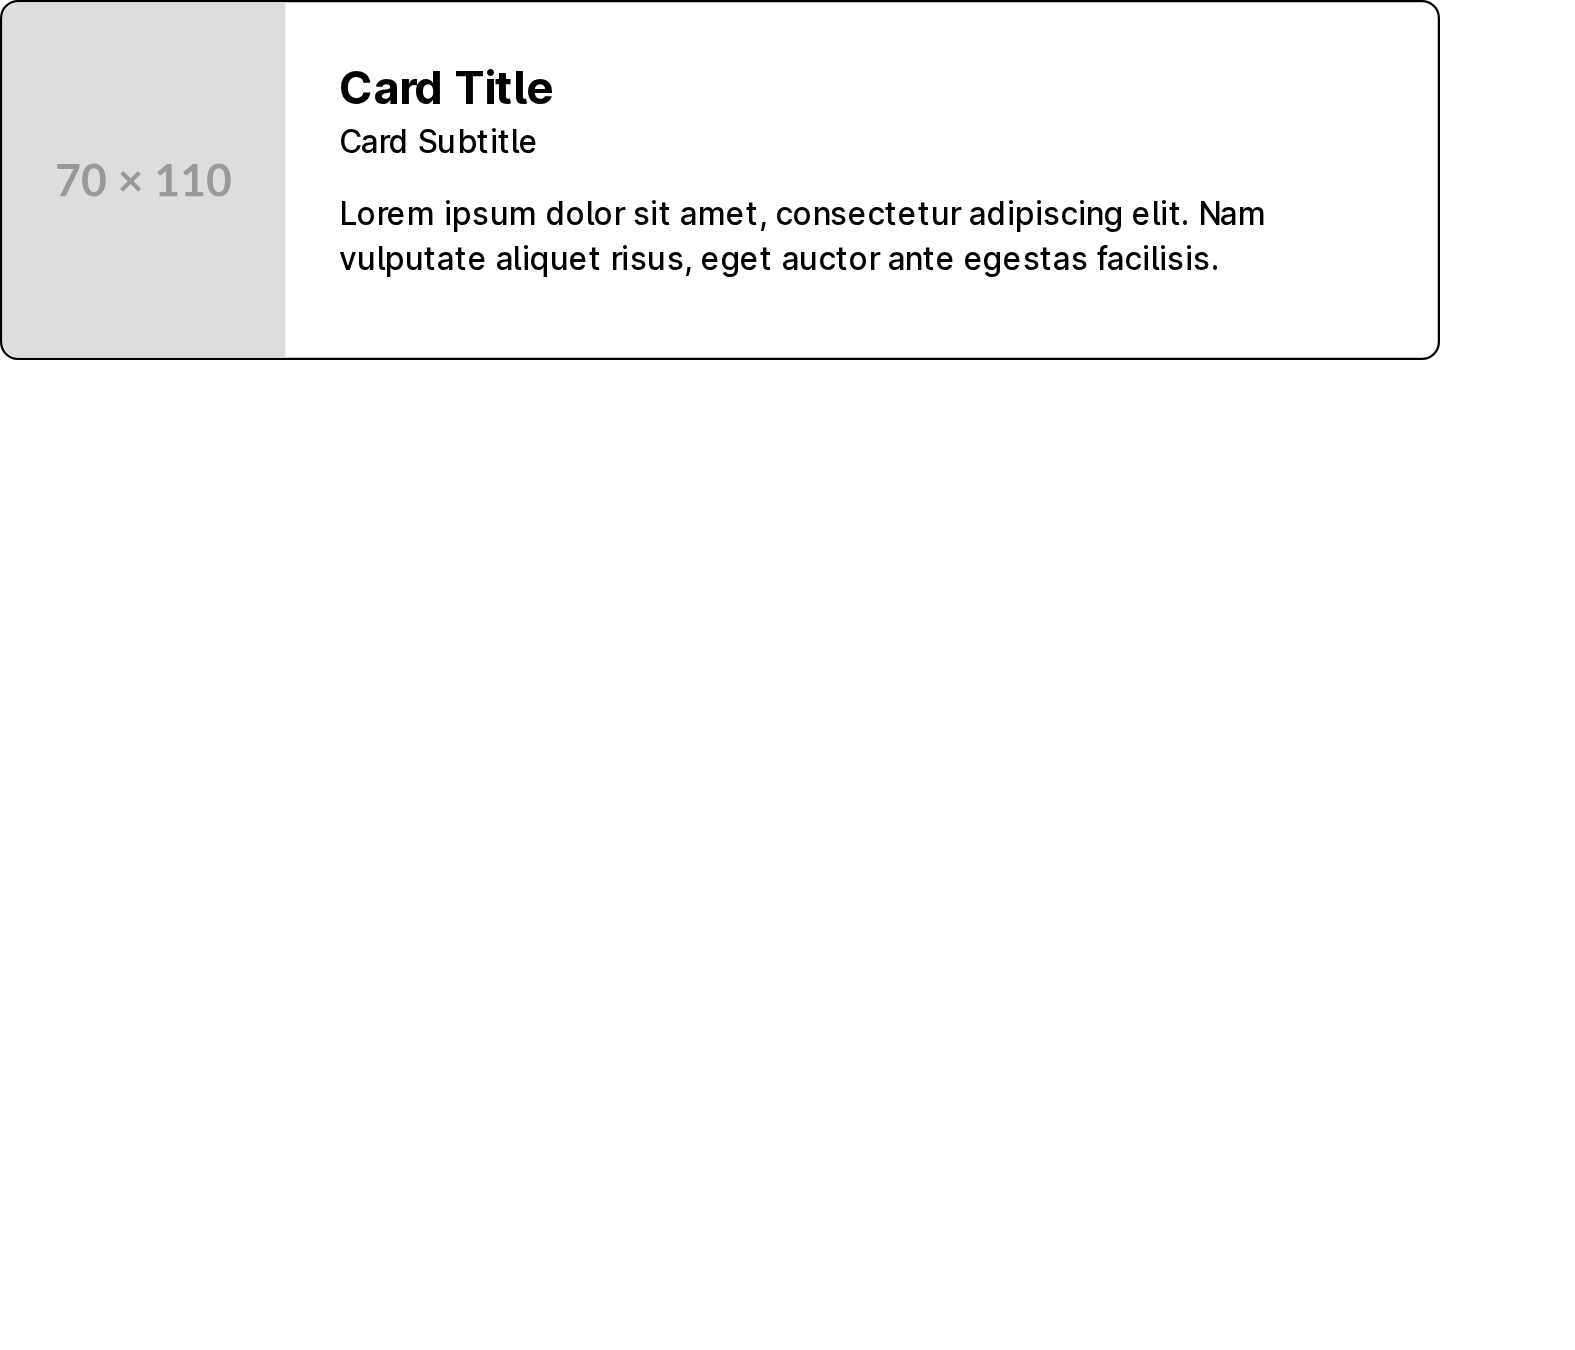 70 × 110
Card Title
Card Subtitle
Lorem ipsum dolor sit amet, consectetur adipiscing elit. Nam
vulputate aliquet risus, eget auctor ante egestas facilisis.